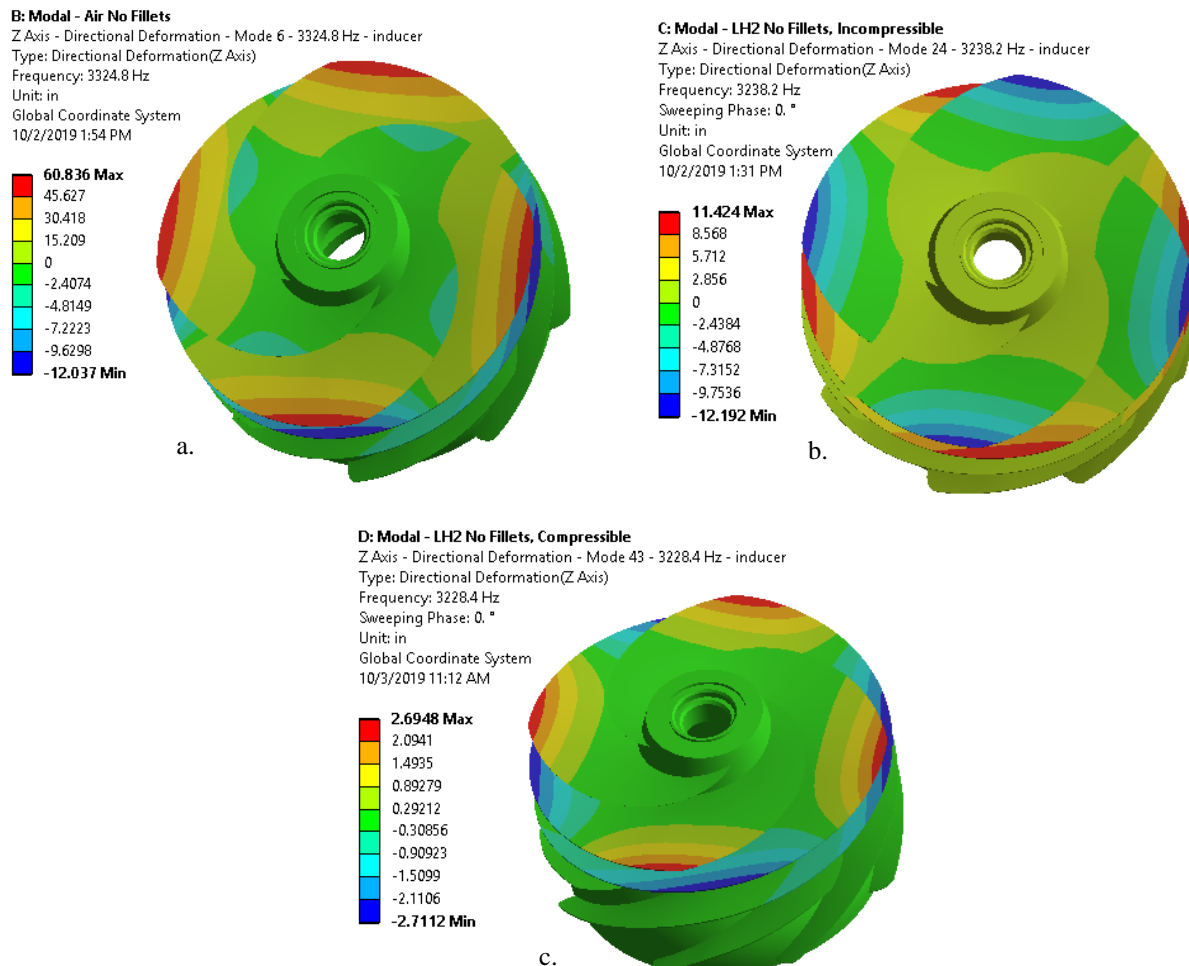 B: Modal - Air No Fillets
Z Axis - Directional Deformation - Mode 6 - 3324.8 Hz - inducer
Type: Directional Deformation(Z Axis)
Frequency: 3324.8 Hz
Unit: in
Global Coordinate System
10/2/2019 1:54 PM
60.836 Max
45.627
30.418
15.209
0
-2.4074
-4.8149
-7.2223
-9.6298
-12.037 Min
a.
C: Modal - LH2 No Fillets, Incompressible
Z Axis - Directional Deformation - Mode 24 - 3238.2 Hz - inducer
Type: Directional Deformation(Z Axis)
Frequency: 3238.2 Hz
Sweeping Phase: 0. °
Unit: in
Global Coordinate System
10/2/2019 1:31 PM
11.424 Max
8.568
5.712
2.856
0
-2.4384
-4.8768
-7.3152
-9.7536
-12.192 Min
b.
D: Modal - LH2 No Fillets, Compressible
Z Axis - Directional Deformation - Mode 43 - 3228.4 Hz - inducer
Type: Directional Deformation(Z Axis)
Frequency: 3228.4 Hz
Sweeping Phase: 0. °
Unit: in
Global Coordinate System
10/3/2019 11:12 AM
2.6948 Max
2.0941
1.4935
0.89279
0.29212
-0.30856
-0.90923
-1.5099
-2.1106
-2.7112 Min
c.